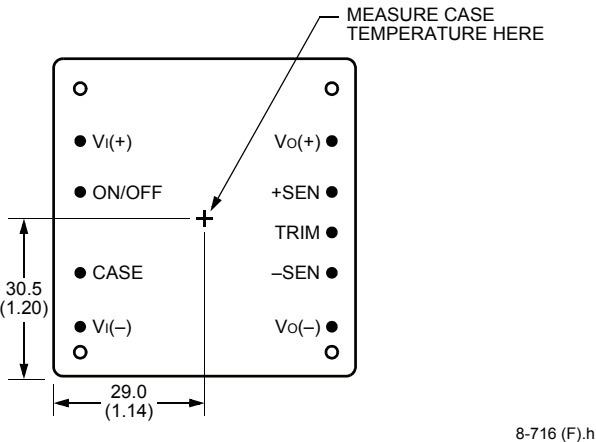 MEASURE CASE
TEMPERATURE HERE
VI(+)
VO(+)
ON/OFF
+SEN
TRIM
CASE
–SEN
30.5
(1.20)
VI(–)
VO(–)
29.0
(1.14)
8-716 (F).h